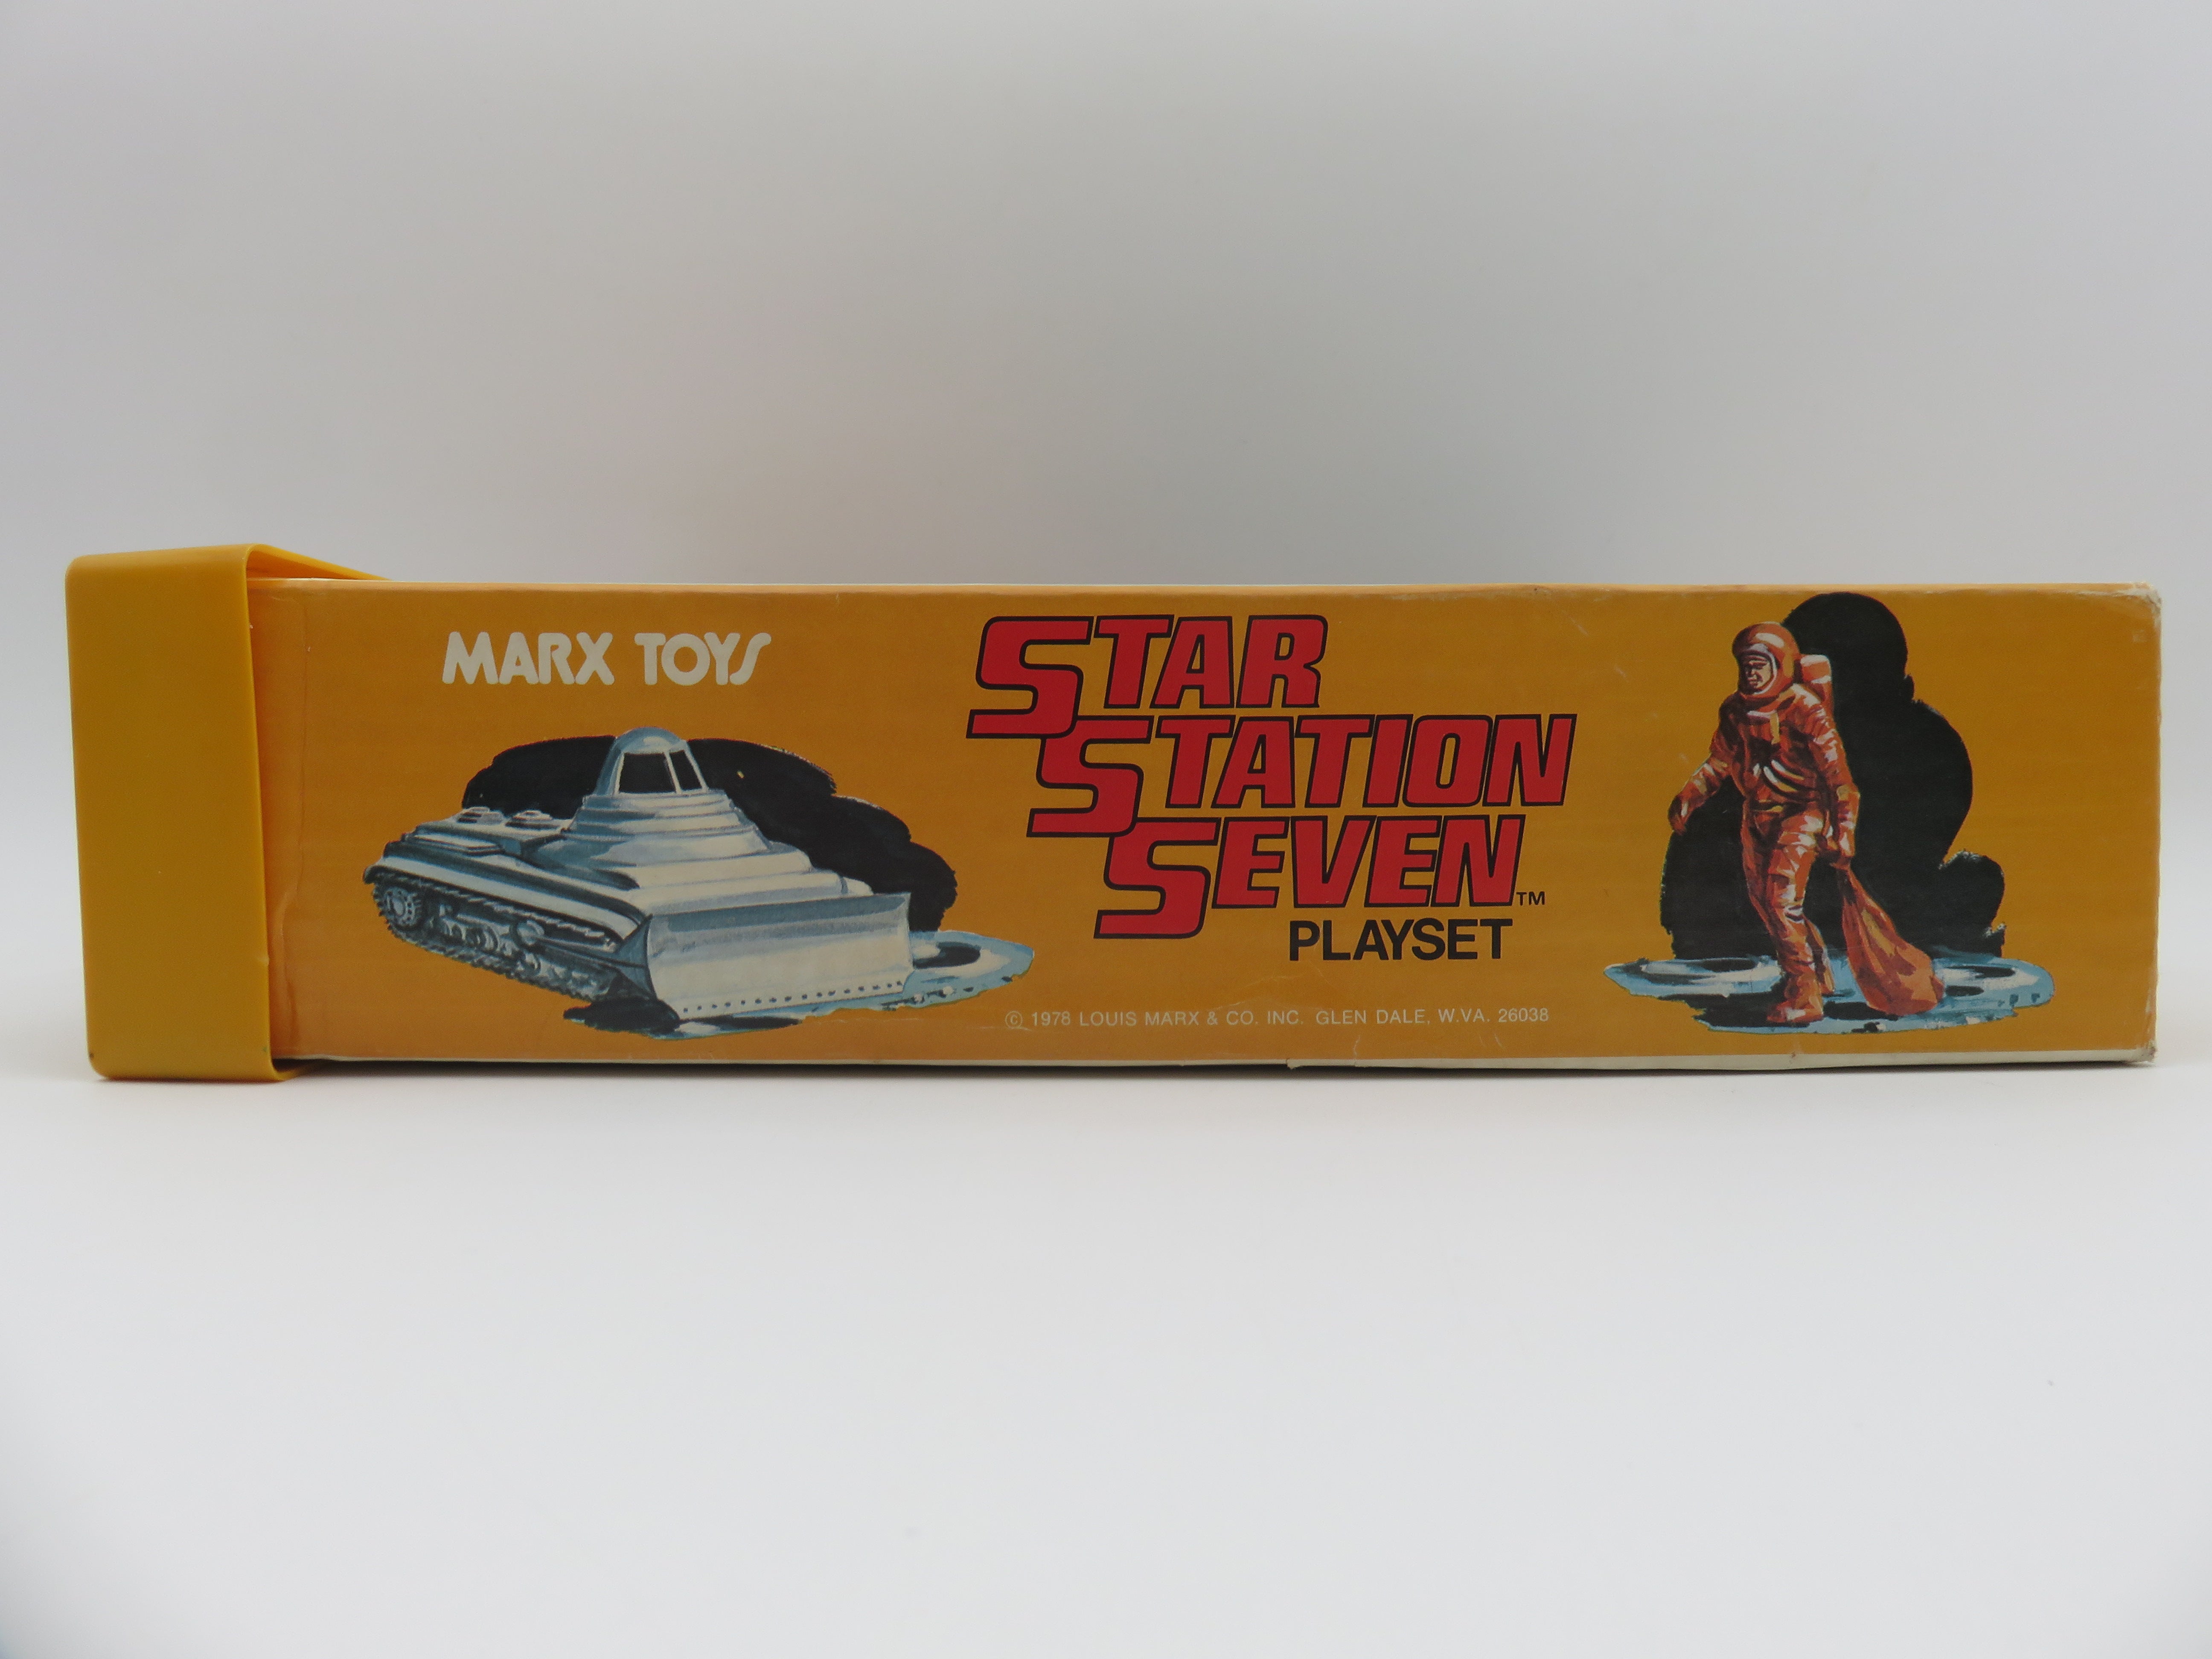 MARX TOYS
STAR
STATION
SEVEN™
PLAYSET
© 1978 LOUIS MARX & CO. INC. GLEN DALE, W.VA. 26038